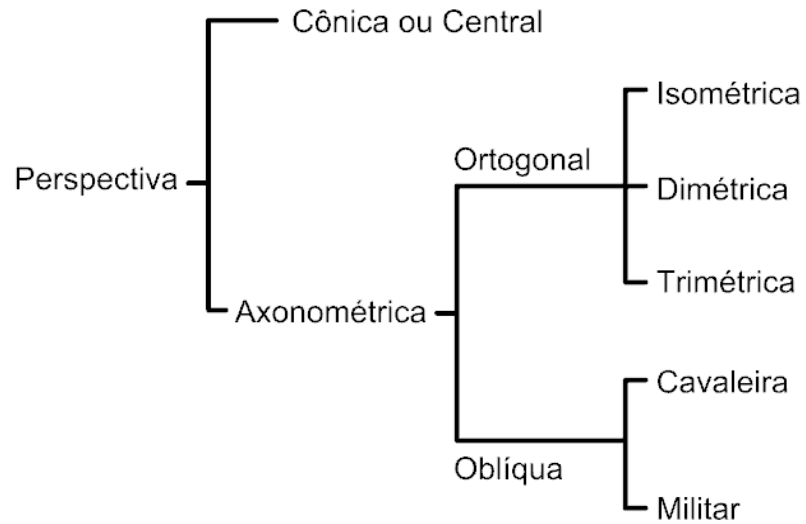 Cônica ou Central
Isométrica
Ortogonal
Perspectiva
Dimétrica
Trimétrica
Axonométrica
Cavaleira
Oblíqua
Militar